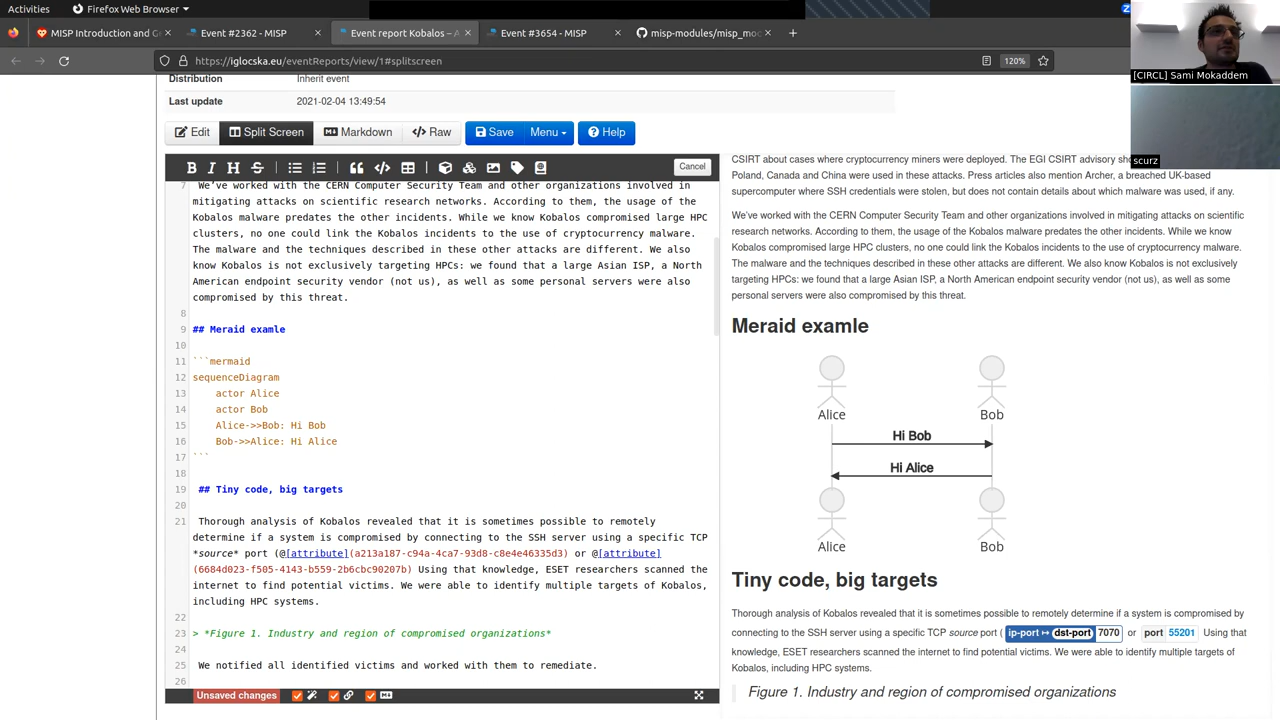 Activities
Firefox Web Browser
MISP Introduction and G
Event #2362 - MISP
Event report Kobalos – A
Event #3654 - MISP
misp-modules/misp_mo
https://iglocska.eu/eventReports/view/1#splitscreen
120%
[CIRCL] Sami Mokaddem
scurz
Distribution
Inherit event
Last update
2021-02-04 13:49:54
Edit
Split Screen
Markdown
Raw
Save
Menu
Help
Cancel
7 We've worked with the CERN Computer Security Team and other organizations involved in
mitigating attacks on scientific research networks. According to them, the usage of the
Kobalos malware predates the other incidents. While we know Kobalos compromised large HPC
clusters, no one could link the Kobalos incidents to the use of cryptocurrency malware.
The malware and the techniques described in these other attacks are different. We also
know Kobalos is not exclusively targeting HPCs: we found that a large Asian ISP, a North
American endpoint security vendor (not us), as well as some personal servers were also
compromised by this threat.
8
9 ## Meraid examle
10
11 ```mermaid
12 sequenceDiagram
13 actor Alice
14 actor Bob
15 Alice->>Bob: Hi Bob
16 Bob->>Alice: Hi Alice
17 ```
18
19 ## Tiny code, big targets
20
21 Thorough analysis of Kobalos revealed that it is sometimes possible to remotely
determine if a system is compromised by connecting to the SSH server using a specific TCP
*source* port (@[attribute](a213a187-c94a-4ca7-93d8-c8e4e46335d3) or @[attribute]
(6684d023-f505-4143-b559-2b6cbc90207b) Using that knowledge, ESET researchers scanned the
internet to find potential victims. We were able to identify multiple targets of Kobalos,
including HPC systems.
22
23 > *Figure 1. Industry and region of compromised organizations*
24
25 We notified all identified victims and worked with them to remediate.
26
Unsaved changes
CSIRT about cases where cryptocurrency miners were deployed. The EGI CSIRT advisory
Poland, Canada and China were used in these attacks. Press articles also mention Archer, a breached UK-based
supercomputer where SSH credentials were stolen, but does not contain details about which malware was used, if any.
We've worked with the CERN Computer Security Team and other organizations involved in mitigating attacks on scientific
research networks. According to them, the usage of the Kobalos malware predates the other incidents. While we know
Kobalos compromised large HPC clusters, no one could link the Kobalos incidents to the use of cryptocurrency malware.
The malware and the techniques described in these other attacks are different. We also know Kobalos is not exclusively
targeting HPCs: we found that a large Asian ISP, a North American endpoint security vendor (not us), as well as some
personal servers were also compromised by this threat.
Meraid examle
Alice
Bob
Hi Bob
Hi Alice
Alice
Bob
Tiny code, big targets
Thorough analysis of Kobalos revealed that it is sometimes possible to remotely determine if a system is compromised by
connecting to the SSH server using a specific TCP source port ( ip-port ↦ dst-port 7070 or port 55201 Using that
knowledge, ESET researchers scanned the internet to find potential victims. We were able to identify multiple targets of
Kobalos, including HPC systems.
Figure 1. Industry and region of compromised organizations